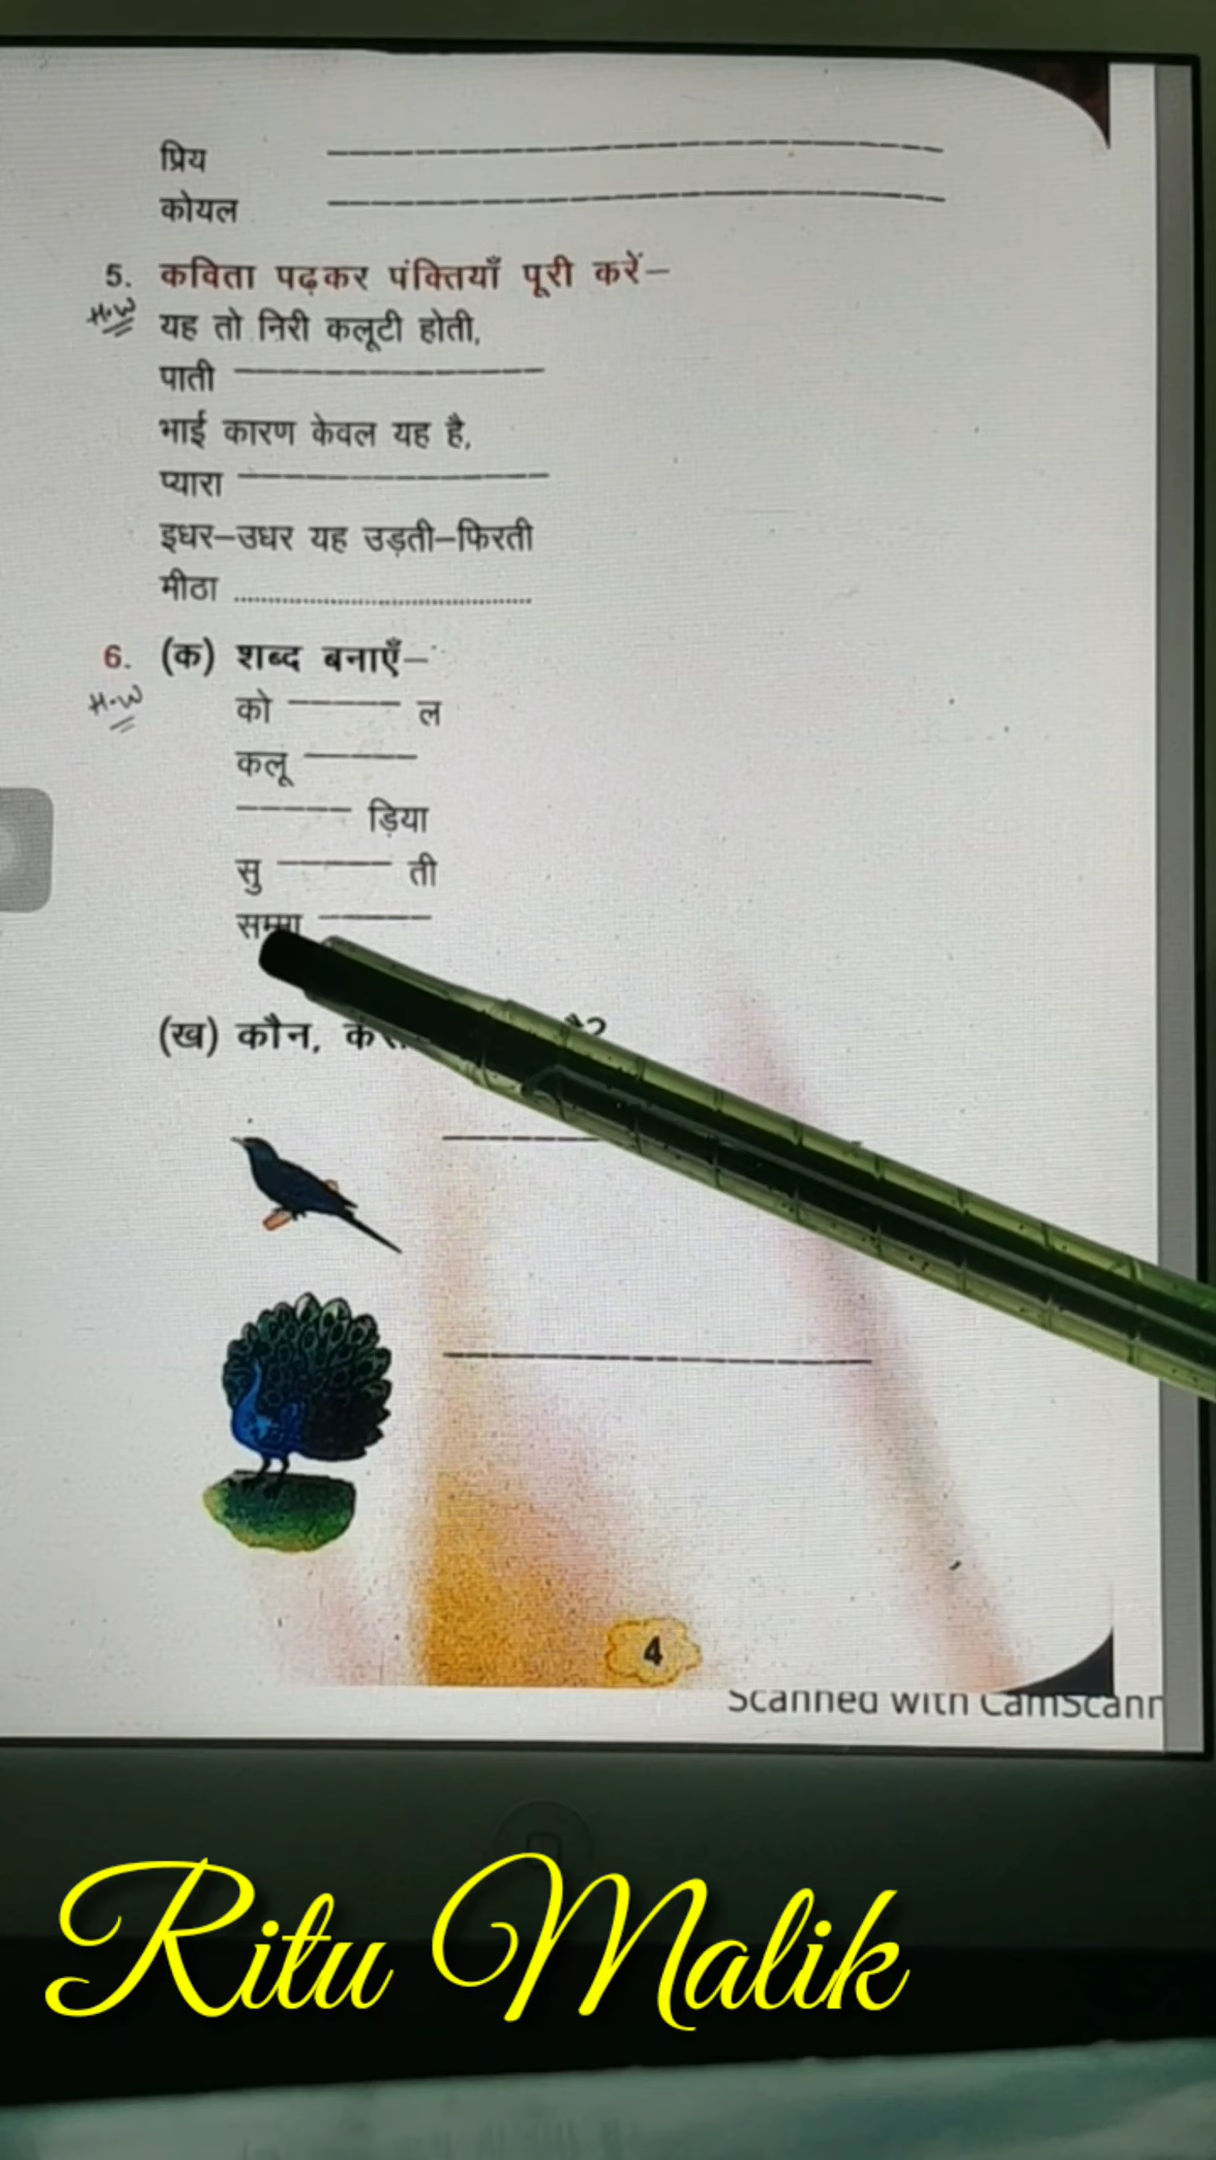 प्रिय
कोयल
5. कविता पढ़कर पंक्तियाँ पूरी करें–
H.W
यह तो निरी कलूटी होती,
पाती
भाई कारण केवल यह है,
प्यारा
इधर–उधर यह उड़ती–फिरती
मीठा
6. (क) शब्द बनाएँ–
H.W
को ल
कलू
ड़िया
सु ती
सम्मा
(ख) कौन, है?
4
Scanned with CamScann
Ritu Malik